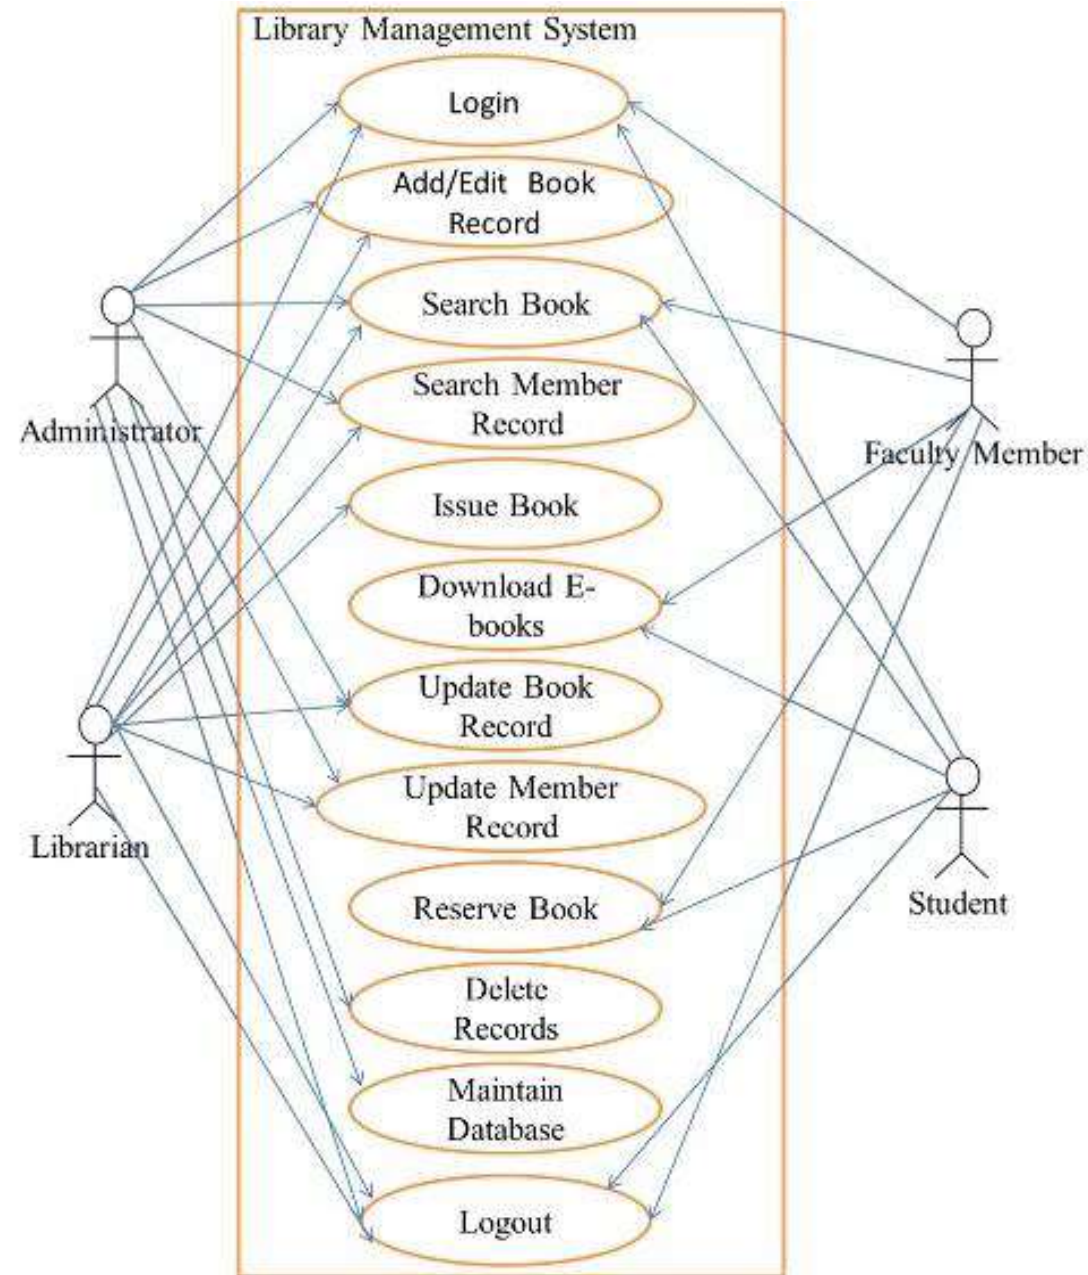 Library Management System
Login
Add/Edit Book
Record
Search Book
Search Member
Record
Administrator
Faculty Member
Issue Book
Download E-
books
Update Book
Record
Update Member
Record
Librarian
Reserve Book
Student
Delete
Records
Maintain
Database
Logout